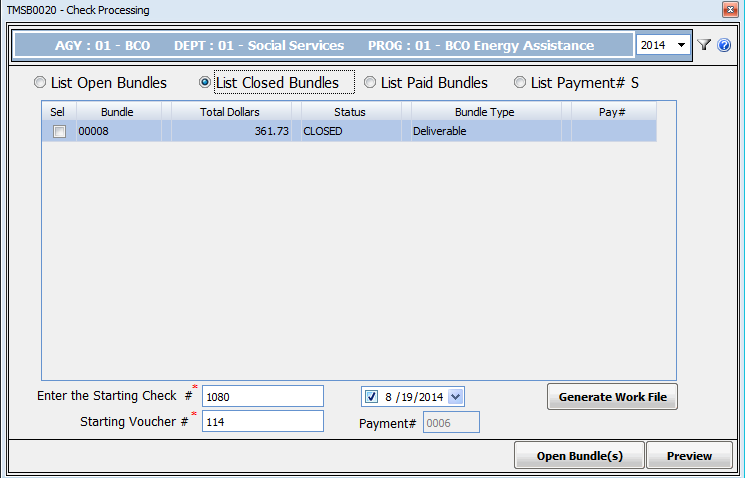 TMSB0020 - Check Processing
AGY : 01 - BCO DEPT : 01 - Social Services PROG : 01 - BCO Energy Assistance 2014
List Open Bundles List Closed Bundles List Paid Bundles List Payment# S
Sel Bundle Total Dollars Status Bundle Type Pay#
00008 361.73 CLOSED Deliverable
Enter the Starting Check #* 1080 8 /19/2014 Generate Work File
Starting Voucher #* 114 Payment# 0006
Open Bundle(s) Preview